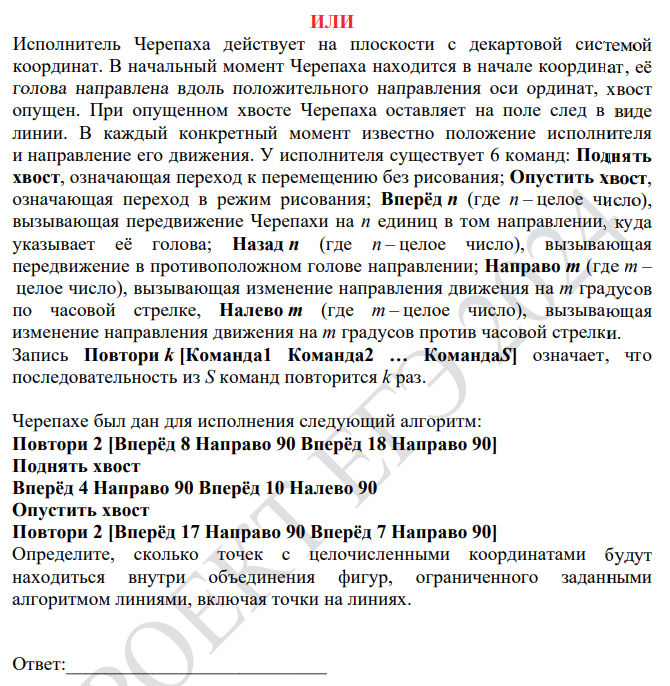 ИЛИ
Исполнитель Черепаха действует на плоскости с декартовой системой
координат. В начальный момент Черепаха находится в начале координат, её
голова направлена вдоль положительного направления оси ординат, хвост
опущен. При опущенном хвосте Черепаха оставляет на поле след в виде
линии. В каждый конкретный момент известно положение исполнителя
и направление его движения. У исполнителя существует 6 команд: Поднять
хвост, означающая переход к перемещению без рисования; Опустить хвост,
означающая переход в режим рисования; Вперёд n (где n – целое число),
вызывающая передвижение Черепахи на n единиц в том направлении, куда
указывает её голова; Назад n (где n – целое число), вызывающая
передвижение в противоположном голове направлении; Направо m (где m –
целое число), вызывающая изменение направления движения на m градусов
по часовой стрелке, Налево m (где m – целое число), вызывающая
изменение направления движения на m градусов против часовой стрелки.
Запись Повтори k [Команда1 Команда2 … КомандаS] означает, что
последовательность из S команд повторится k раз.
Черепахе был дан для исполнения следующий алгоритм:
Повтори 2 [Вперёд 8 Направо 90 Вперёд 18 Направо 90]
Поднять хвост
Вперёд 4 Направо 90 Вперёд 10 Налево 90
Опустить хвост
Повтори 2 [Вперёд 17 Направо 90 Вперёд 7 Направо 90]
Определите, сколько точек с целочисленными координатами будут
находиться внутри объединения фигур, ограниченного заданными
алгоритмом линиями, включая точки на линиях.
Ответ:____________________________
РОЕКТ ЕГЭ 2024